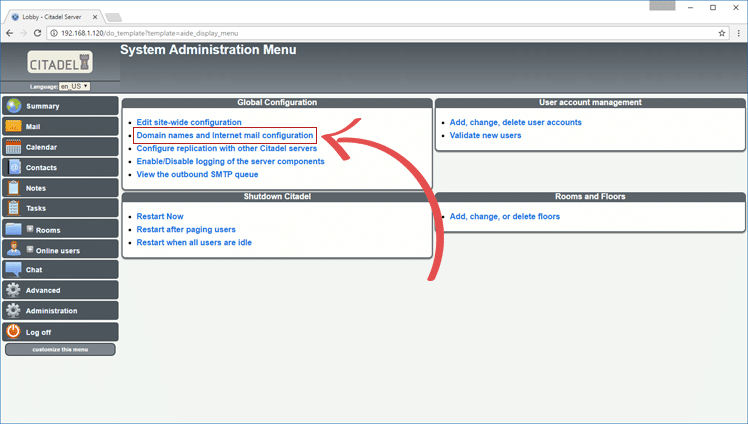 Lobby - Citadel Server
192.168.1.120/do_template?template=aide_display_menu
CITADEL
Language: en_US
System Administration Menu
Summary
Mail
Calendar
Contacts
Notes
Tasks
Rooms
Online users
Chat
Advanced
Administration
Log off
customize this menu
Global Configuration
Edit site-wide configuration
Domain names and Internet mail configuration
Configure replication with other Citadel servers
Enable/Disable logging of the server components
View the outbound SMTP queue
User account management
Add, change, delete user accounts
Validate new users
Shutdown Citadel
Restart Now
Restart after paging users
Restart when all users are idle
Rooms and Floors
Add, change, or delete floors